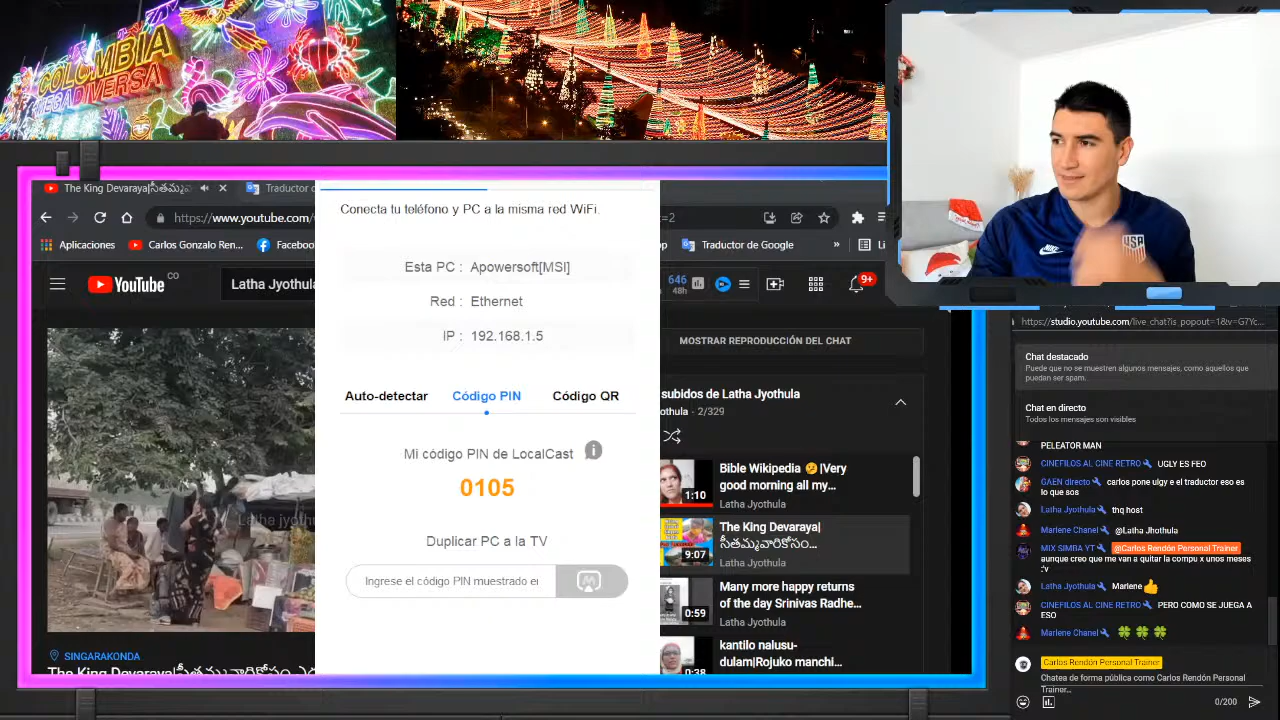 COLOMBIA
The King Devaraya|సీతమ్మవ
Traductor d
https://www.youtube.com/
=2
Aplicaciones
Carlos Gonzalo Ren...
Facebook
Traductor de Google
»
Li
YouTube
CO
Latha Jyothula
646
48h
9+
Conecta tu teléfono y PC a la misma red WiFi.
Esta PC : Apowersoft[MSI]
Red : Ethernet
IP : 192.168.1.5
Auto-detectar
Código PIN
Código QR
Mi código PIN de LocalCast
0105
Duplicar PC a la TV
Ingrese el código PIN muestrado en
Latha jyothu
SINGARAKONDA
MOSTRAR REPRODUCCIÓN DEL CHAT
subidos de Latha Jyothula
othula - 2/329
1:10
Bible Wikipedia 🫤|Very
good morning all my...
Latha Jyothula
9:07
The King Devaraya|
సీతమ్మవారికోసం...
Latha Jyothula
0:59
Many more happy returns
of the day Srinivas Radhe...
Latha Jyothula
0:38
kantilo nalusu-
dulam|Rojuko manchi...
USA
https://studio.youtube.com/live_chat?is_popout=1&v=G7Yc...
Chat destacado
Puede que no se muestren algunos mensajes, como aquellos que
puedan ser spam.
Chat en directo
Todos los mensajes son visibles
PELEATOR MAN
CINEFILOS AL CINE RETRO UGLY ES FEO
GAEN directo carlos pone ulgy e el traductor eso es
lo que sos
Latha Jyothula thq host
Marlene Chanel @Latha Jhothula
MIX SIMBA YT @Carlos Rendón Personal Trainer
aunque creo que me van a quitar la compu x unos meses
:'v
Latha Jyothula Marlene 👍
CINEFILOS AL CINE RETRO PERO COMO SE JUEGA A
ESO
Marlene Chanel 🍀 🍀 🍀
Carlos Rendón Personal Trainer
Chatea de forma pública como Carlos Rendón Personal
Trainer...
0/200